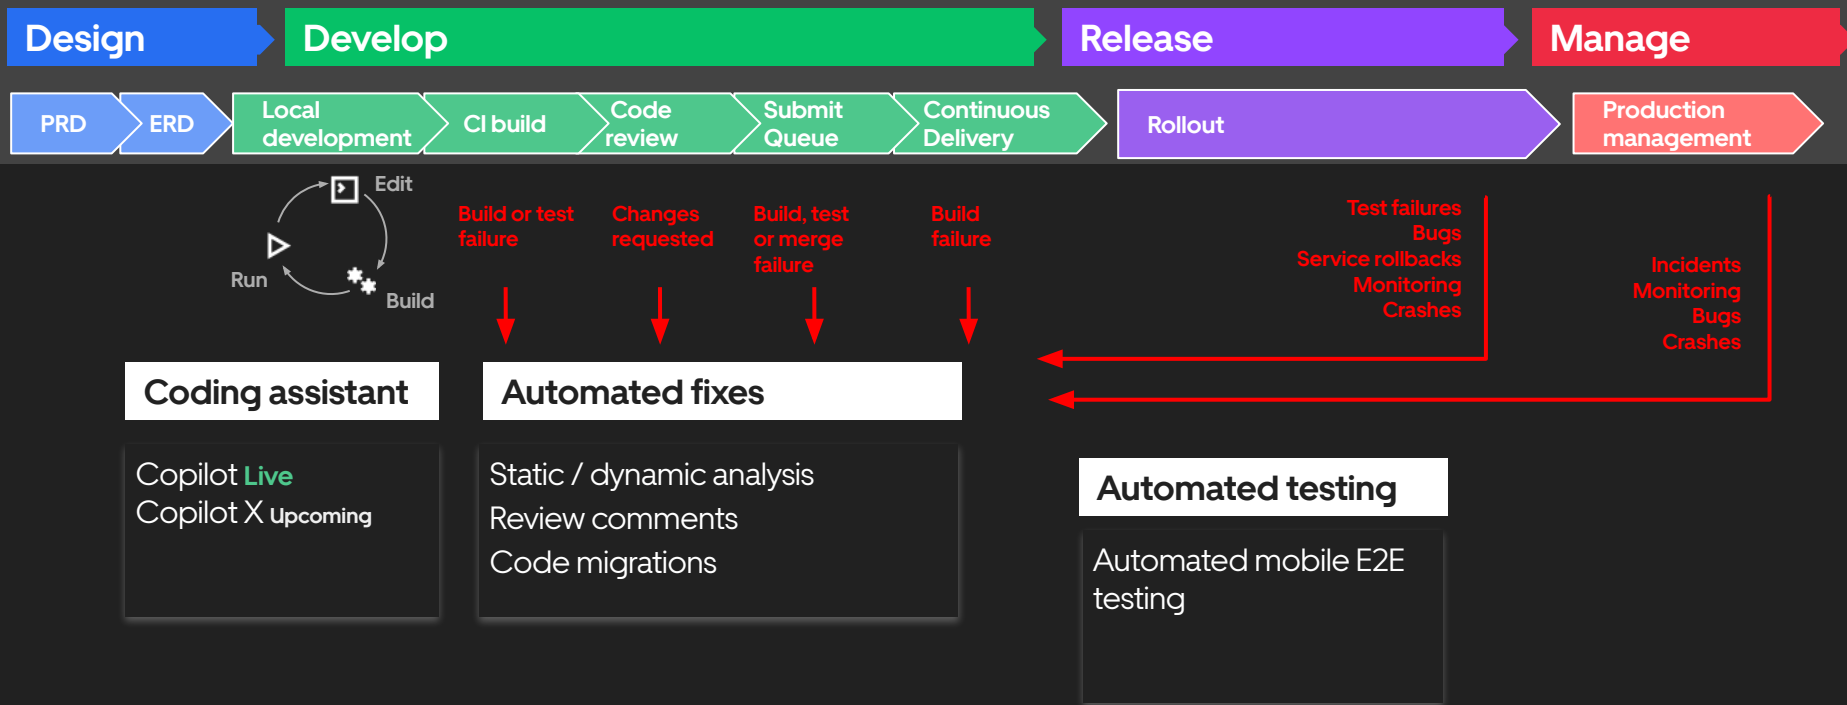 Design
Develop
Release
Manage
PRD
ERD
Local
development
CI build
Code
review
Submit
Queue
Continuous
Delivery
Rollout
Production
management
Edit
Run
Build
Build or test
failure
Changes
requested
Build, test
or merge
failure
Build
failure
Test failures
Bugs
Service rollbacks
Monitoring
Crashes
Incidents
Monitoring
Bugs
Crashes
Coding assistant
Copilot Live
Copilot X Upcoming
Automated fixes
Static / dynamic analysis
Review comments
Code migrations
Automated testing
Automated mobile E2E
testing